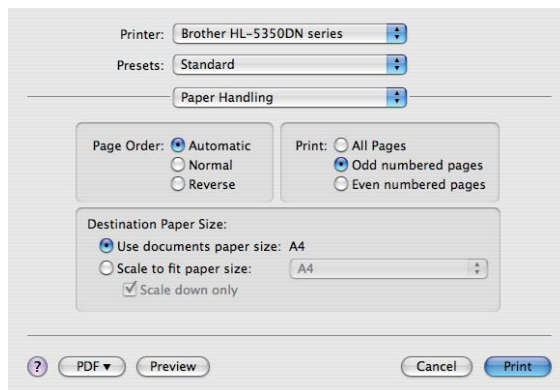 Printer: Brother HL-5350DN series
Presets: Standard
Paper Handling
Page Order: Automatic
Normal
Reverse
Print: All Pages
Odd numbered pages
Even numbered pages
Destination Paper Size:
Use documents paper size: A4
Scale to fit paper size: A4
Scale down only
? PDF▼ Preview Cancel Print